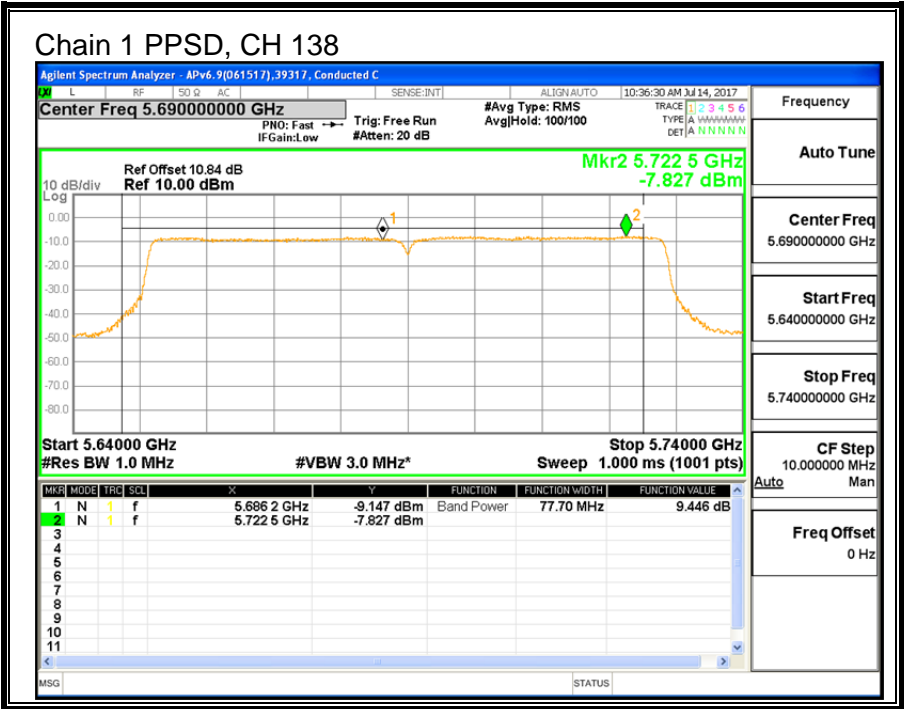 Chain 1 PPSD, CH 138
Agilent Spectrum Analyzer - APv6.9(061517),39317, Conducted C
LXI L RF 50 Ω AC SENSE:INT ALIGN AUTO 10:36:30 AM Jul 14, 2017
Center Freq 5.690000000 GHz
PNO: Fast
IFGain:Low
Trig: Free Run
#Atten: 20 dB
#Avg Type: RMS
Avg|Hold: 100/100
TRACE 1 2 3 4 5 6
TYPE A WWWWW
DET A N N N N N
Frequency
Auto Tune
Center Freq
5.690000000 GHz
Start Freq
5.640000000 GHz
Stop Freq
5.740000000 GHz
CF Step
10.000000 MHz
Auto Man
Freq Offset
0 Hz
Mkr2 5.722 5 GHz
-7.827 dBm
Ref Offset 10.84 dB
10 dB/div Ref 10.00 dBm
Log
0.00
-10.0
-20.0
-30.0
-40.0
-50.0
-60.0
-70.0
-80.0
1
2
Start 5.64000 GHz Stop 5.74000 GHz
#Res BW 1.0 MHz #VBW 3.0 MHz* Sweep 1.000 ms (1001 pts)
MKR MODE TRC SCL X Y FUNCTION FUNCTION WIDTH FUNCTION VALUE
1 N 1 f 5.686 2 GHz -9.147 dBm Band Power 77.70 MHz 9.446 dB
2 N 1 f 5.722 5 GHz -7.827 dBm
3
4
5
6
7
8
9
10
11
MSG STATUS